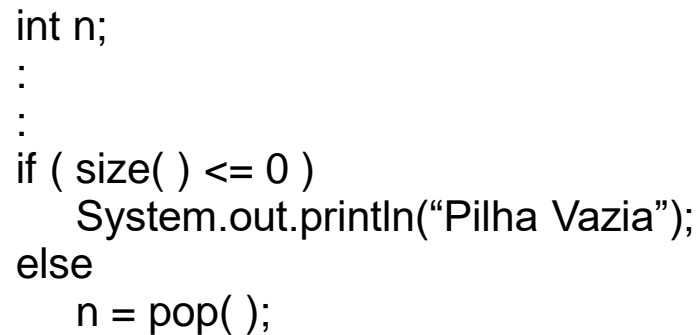 int n;
:
:
if ( size( ) <= 0 )
System.out.println(“Pilha Vazia”);
else
n = pop( );